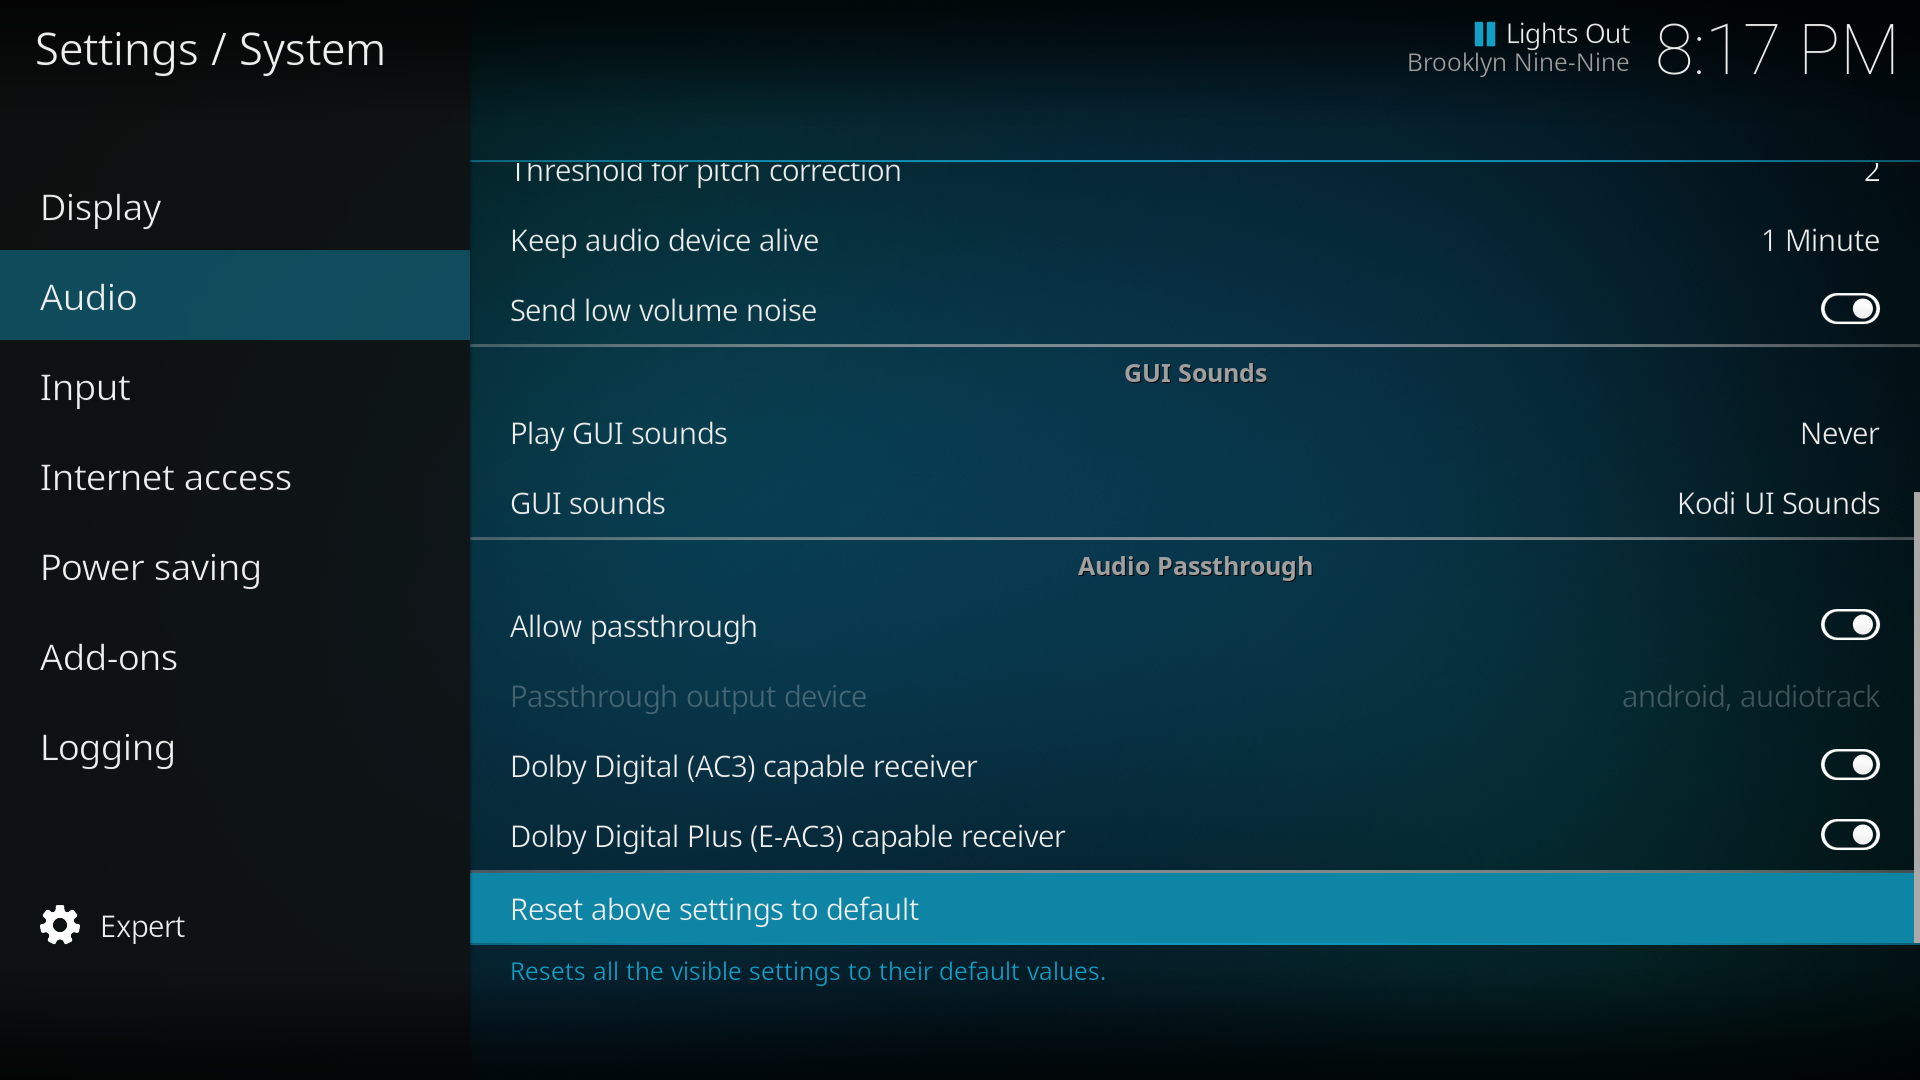 Settings / System
Lights Out
Brooklyn Nine-Nine
8:17 PM
Display
Audio
Input
Internet access
Power saving
Add-ons
Logging
Expert
Threshold for pitch correction 2
Keep audio device alive 1 Minute
Send low volume noise
GUI Sounds
Play GUI sounds Never
GUI sounds Kodi UI Sounds
Audio Passthrough
Allow passthrough
Passthrough output device android, audiotrack
Dolby Digital (AC3) capable receiver
Dolby Digital Plus (E-AC3) capable receiver
Reset above settings to default
Resets all the visible settings to their default values.